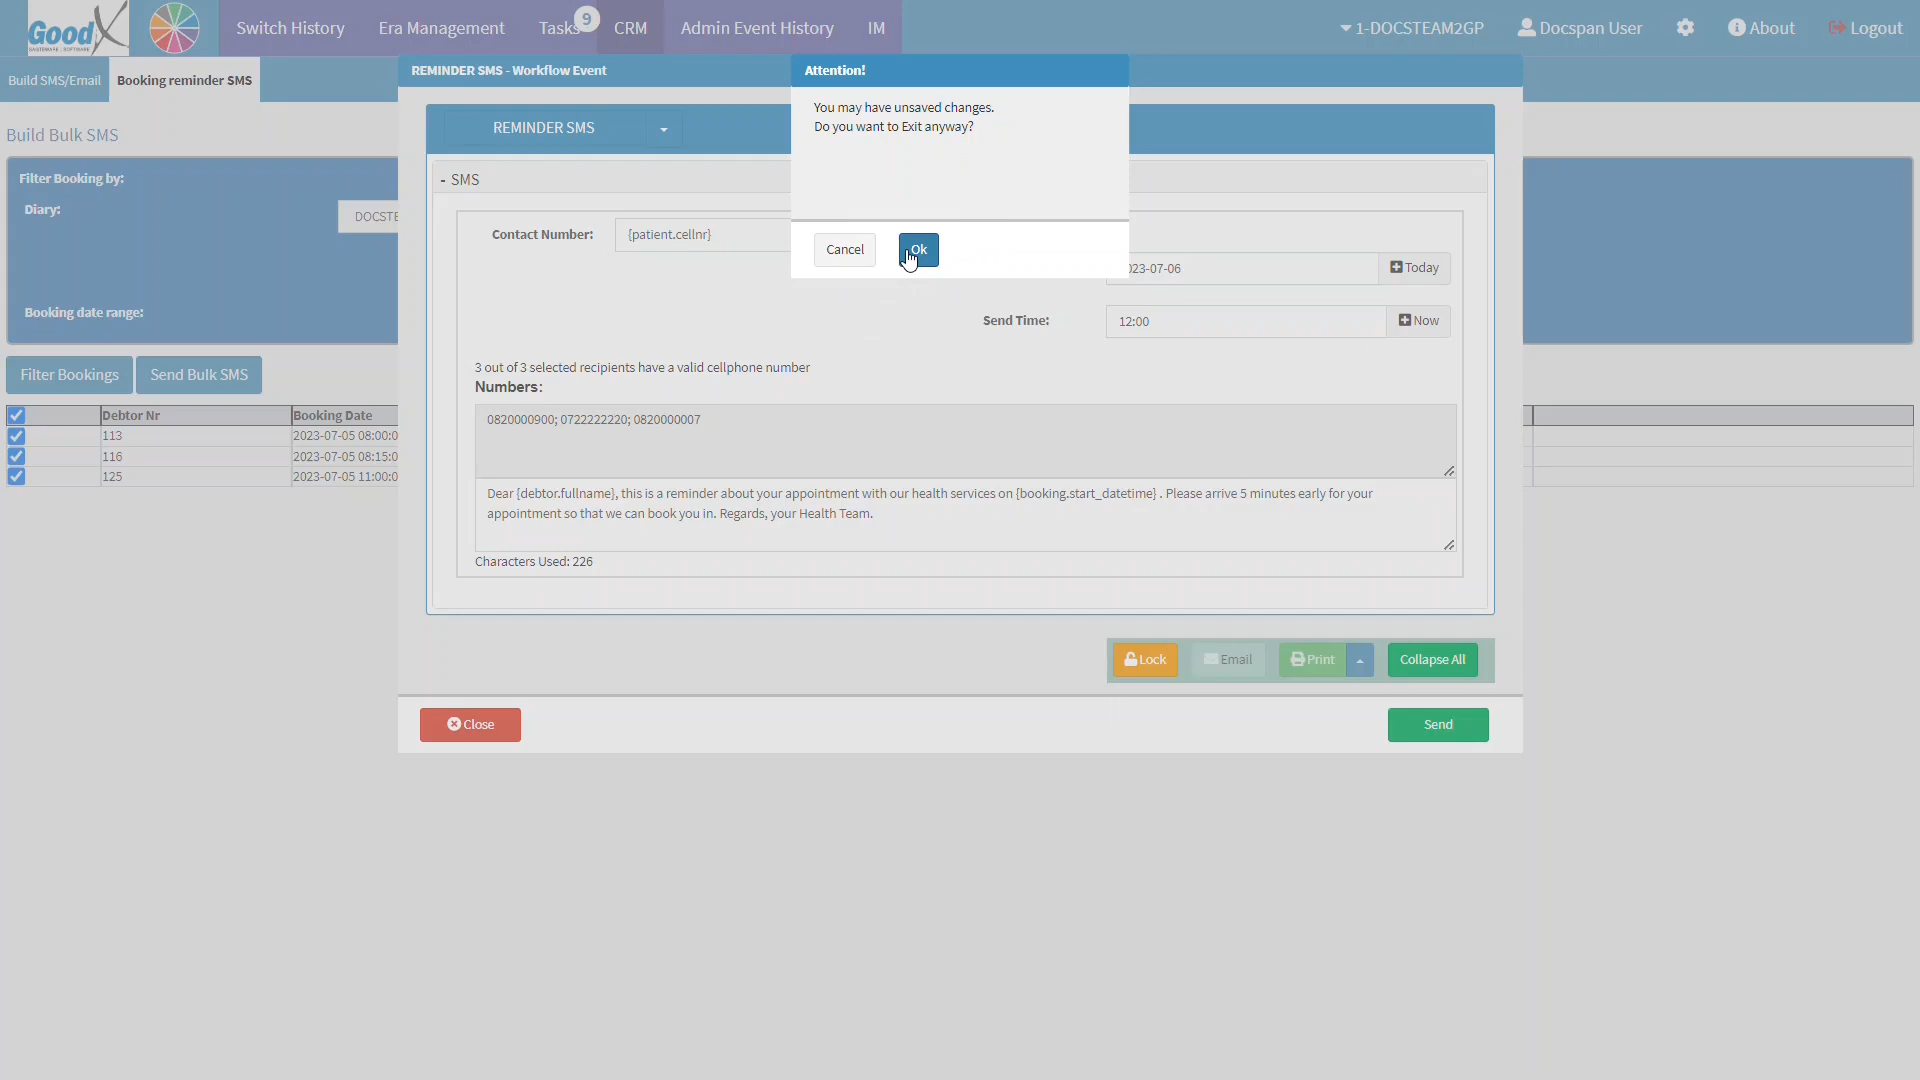 GoodX
EASTERWARE : SOFTWARE
Switch History
Era Management
Tasks
9
CRM
Admin Event History
IM
1-DOCSTEAM2GP
Docspan User
About
Logout
Build SMS/Email
Booking reminder SMS
REMINDER SMS - Workflow Event
Attention!
You may have unsaved changes.
Do you want to Exit anyway?
Cancel
Ok
Build Bulk SMS
Filter Booking by:
Diary:
DOCSTE
Booking date range:
Filter Bookings
Send Bulk SMS
Debtor Nr
Booking Date
113
2023-07-05 08:00:0
116
2023-07-05 08:15:0
125
2023-07-05 11:00:0
REMINDER SMS
- SMS
Contact Number:
{patient.cellnr}
023-07-06
Today
Send Time:
12:00
Now
3 out of 3 selected recipients have a valid cellphone number
Numbers:
0820000900; 0722222220; 0820000007
Dear {debtor.fullname}, this is a reminder about your appointment with our health services on {booking.start_datetime} . Please arrive 5 minutes early for your
appointment so that we can book you in. Regards, your Health Team.
Characters Used: 226
Lock
Email
Print
Collapse All
Close
Send